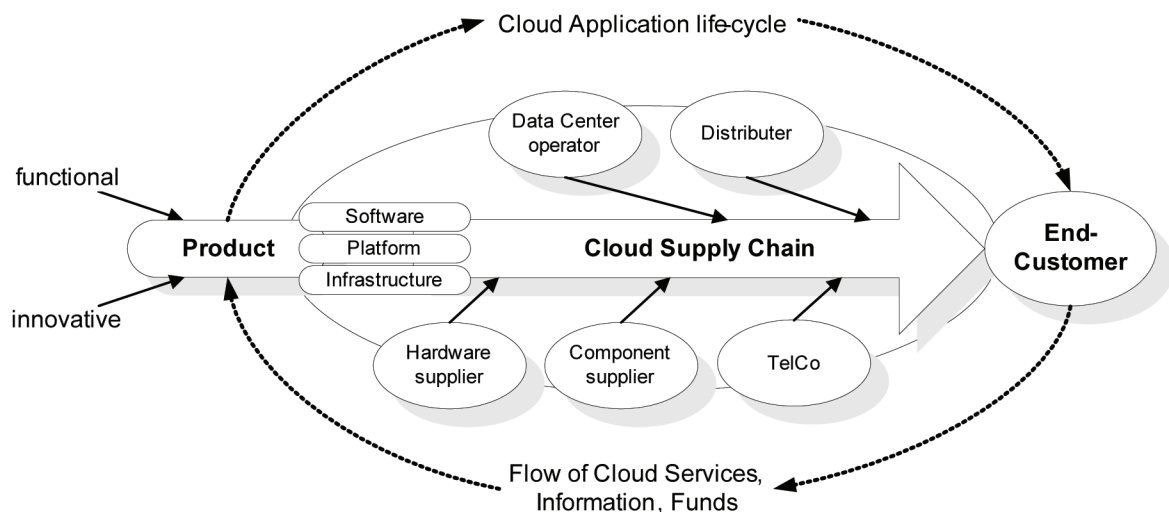 Cloud Application life-cycle
Data Center
operator
Distributer
functional
Software
Product
Platform
Cloud Supply Chain
End-
Customer
Infrastructure
innovative
Hardware
supplier
Component
supplier
TelCo
Flow of Cloud Services,
Information, Funds